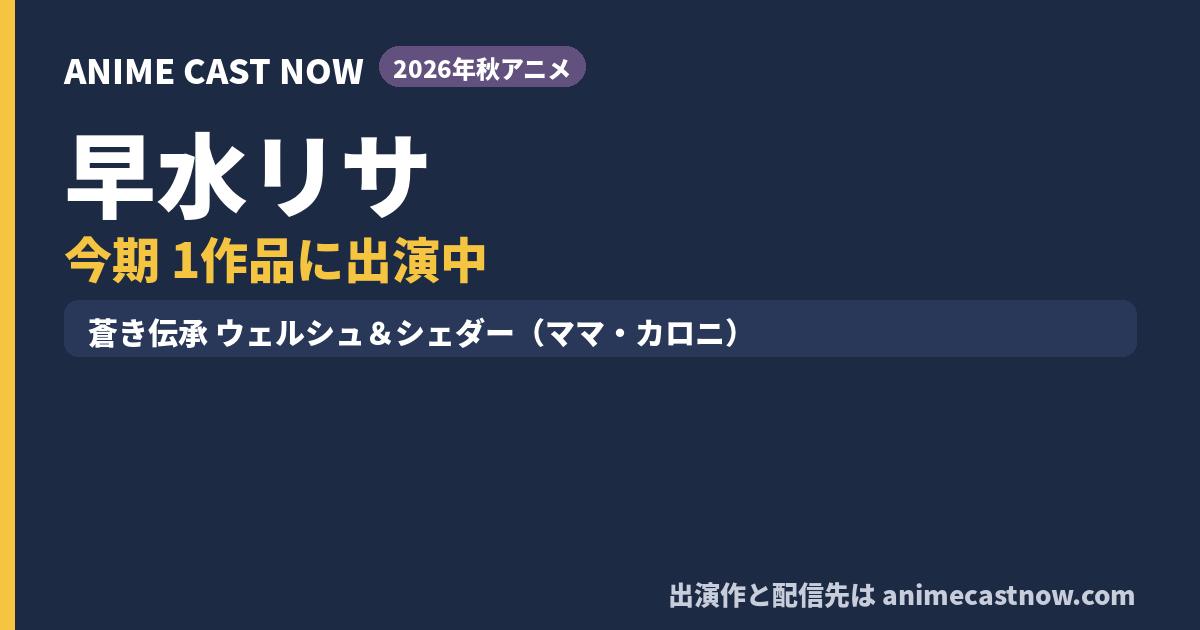 ANIME CAST NOW 2026年秋アニメ
早水リサ
今期 1作品に出演中
蒼き伝承 ウェルシュ＆シェダー（ママ・カロニ）
出演作と配信先は animecastnow.com